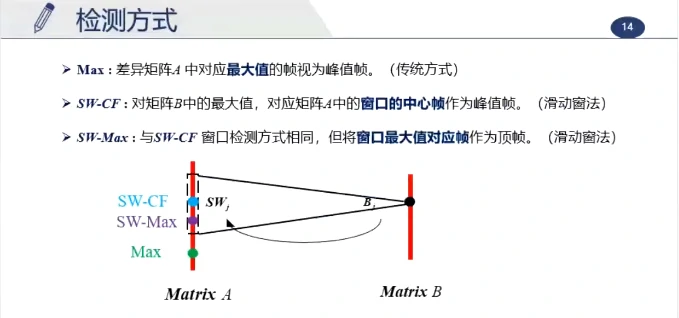 检测方式
14
➢ Max : 差异矩阵A 中对应最大值的帧视为峰值帧。（传统方式）
➢ SW-CF : 对矩阵B中的最大值，对应矩阵A中的窗口的中心帧作为峰值帧。（滑动窗法）
➢ SW-Max : 与SW-CF 窗口检测方式相同，但将窗口最大值对应帧作为顶帧。（滑动窗法）
SW-CF
SWj
Bj
SW-Max
Max
Matrix A
Matrix B